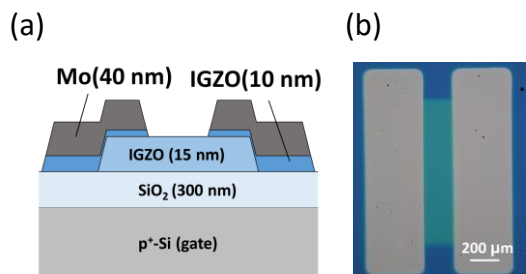 (a)
(b)
Mo(40 nm)
IGZO(10 nm)
IGZO (15 nm)
SiO₂ (300 nm)
p⁺-Si (gate)
200 μm